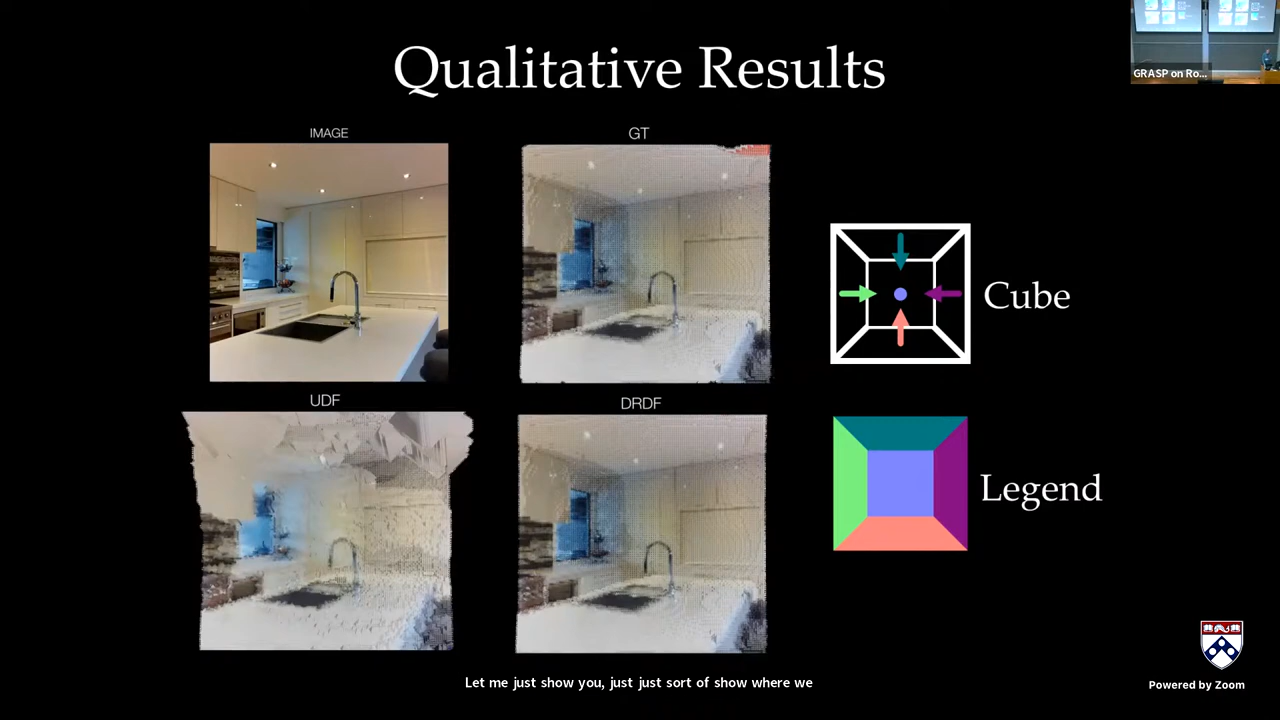 Qualitative Results
GRASP on Ro...
IMAGE
GT
Cube
UDF
DRDF
Legend
Let me just show you, just just sort of show where we
Powered by Zoom